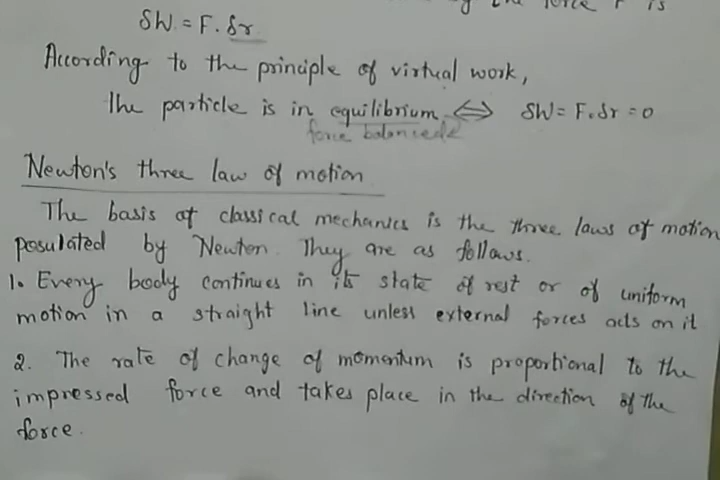 the force F is
δW = F. δr
According to the principle of virtual work,
the particle is in equilibrium ⟺ δW = F.δr = 0
force balanced
Newton's three law of motion
The basis of classical mechanics is the three laws of motion
posulated by Newton. They are as follows.
1. Every body continues in its state of rest or of uniform
motion in a straight line unless external forces acts on it
2. The rate of change of momentum is proportional to the
impressed force and takes place in the direction of the
force.